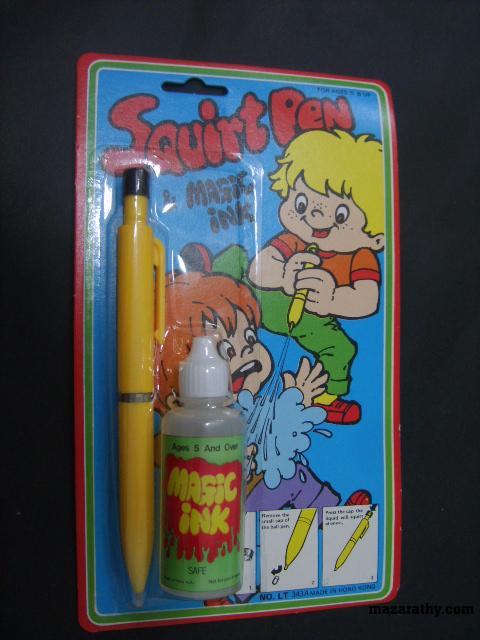 FOR AGES 5 & UP
Squirt Pen
& MAGIC
iNK
Ages 5 And Over
MAGIC
iNK
SAFE
Remove the
small cap of
the ball pen.
Press the cap the
liquid will squirt
at once.
1
2
3
NO. LT 343A MADE IN HONG KONG
mazarathy.com